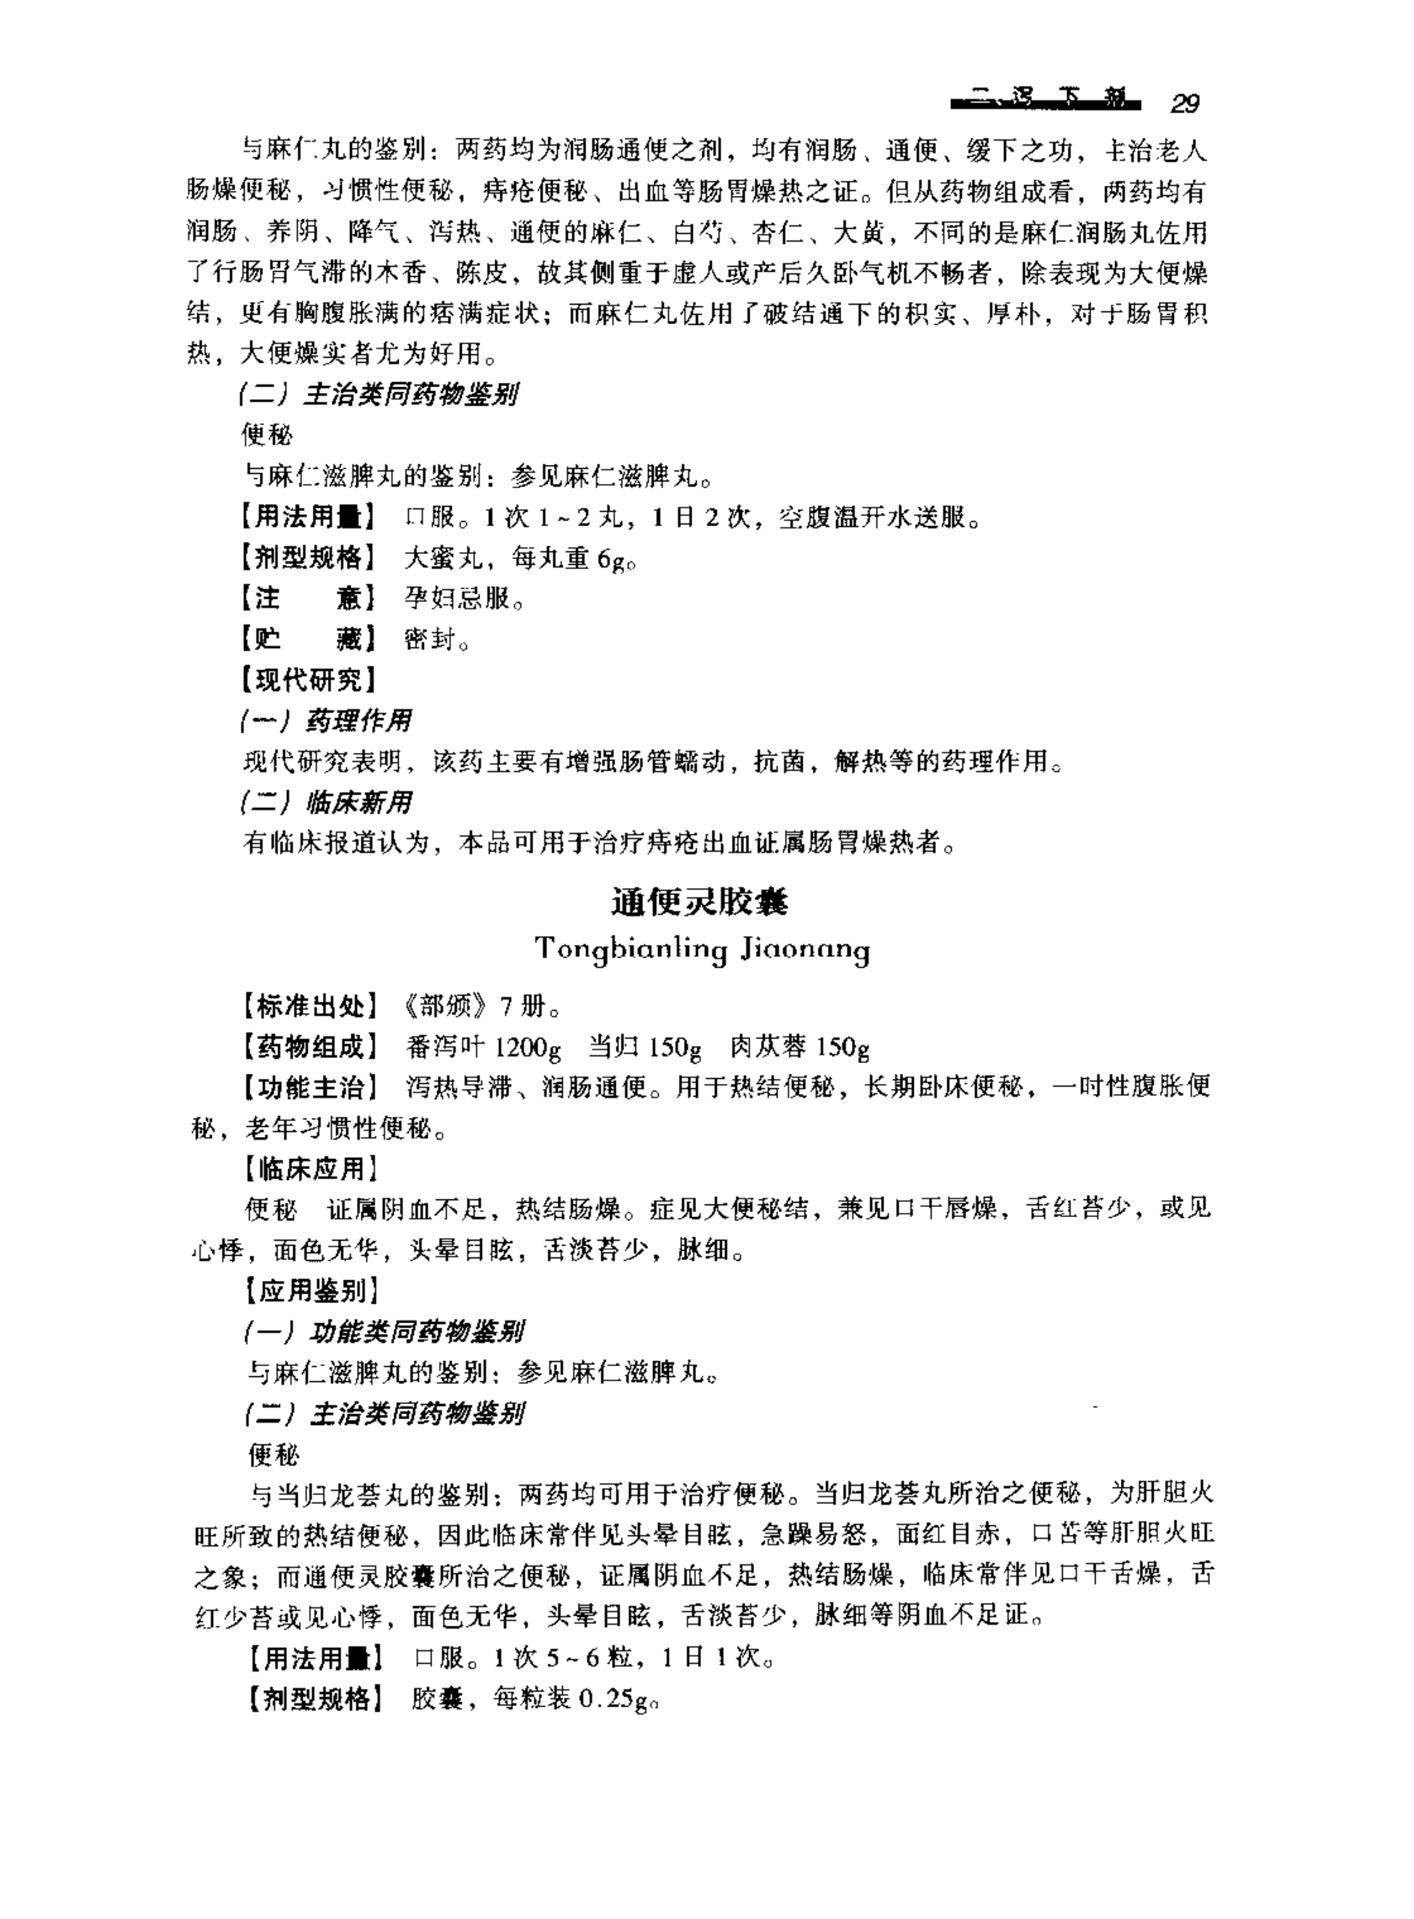 二、泻下剂 29
与麻仁丸的鉴别：两药均为润肠通便之剂，均有润肠、通便、缓下之功，主治老人
肠燥便秘，习惯性便秘，痔疮便秘、出血等肠胃燥热之证。但从药物组成看，两药均有
润肠、养阴、降气、泻热、通便的麻仁、白芍、杏仁、大黄，不同的是麻仁润肠丸佐用
了行肠胃气滞的木香、陈皮，故其侧重于虚人或产后久卧气机不畅者，除表现为大便燥
结，更有胸腹胀满的痞满症状；而麻仁丸佐用了破结通下的枳实、厚朴，对于肠胃积
热，大便燥实者尤为好用。
（二）主治类同药物鉴别
便秘
与麻仁滋脾丸的鉴别：参见麻仁滋脾丸。
【用法用量】 口服。1次1~2丸，1日2次，空腹温开水送服。
【剂型规格】 大蜜丸，每丸重6g。
【注　　意】 孕妇忌服。
【贮　　藏】 密封。
【现代研究】
（一）药理作用
现代研究表明，该药主要有增强肠管蠕动，抗菌，解热等的药理作用。
（二）临床新用
有临床报道认为，本品可用于治疗痔疮出血证属肠胃燥热者。
通便灵胶囊
Tongbianling Jiaonang
【标准出处】 《部颁》7册。
【药物组成】 番泻叶1200g 当归150g 肉苁蓉150g
【功能主治】 泻热导滞、润肠通便。用于热结便秘，长期卧床便秘，一时性腹胀便
秘，老年习惯性便秘。
【临床应用】
便秘 证属阴血不足，热结肠燥。症见大便秘结，兼见口干唇燥，舌红苔少，或见
心悸，面色无华，头晕目眩，舌淡苔少，脉细。
【应用鉴别】
（一）功能类同药物鉴别
与麻仁滋脾丸的鉴别：参见麻仁滋脾丸。
（二）主治类同药物鉴别
便秘
与当归龙荟丸的鉴别：两药均可用于治疗便秘。当归龙荟丸所治之便秘，为肝胆火
旺所致的热结便秘，因此临床常伴见头晕目眩，急躁易怒，面红目赤，口苦等肝胆火旺
之象；而通便灵胶囊所治之便秘，证属阴血不足，热结肠燥，临床常伴见口干舌燥，舌
红少苔或见心悸，面色无华，头晕目眩，舌淡苔少，脉细等阴血不足证。
【用法用量】 口服。1次5~6粒，1日1次。
【剂型规格】 胶囊，每粒装0.25g。